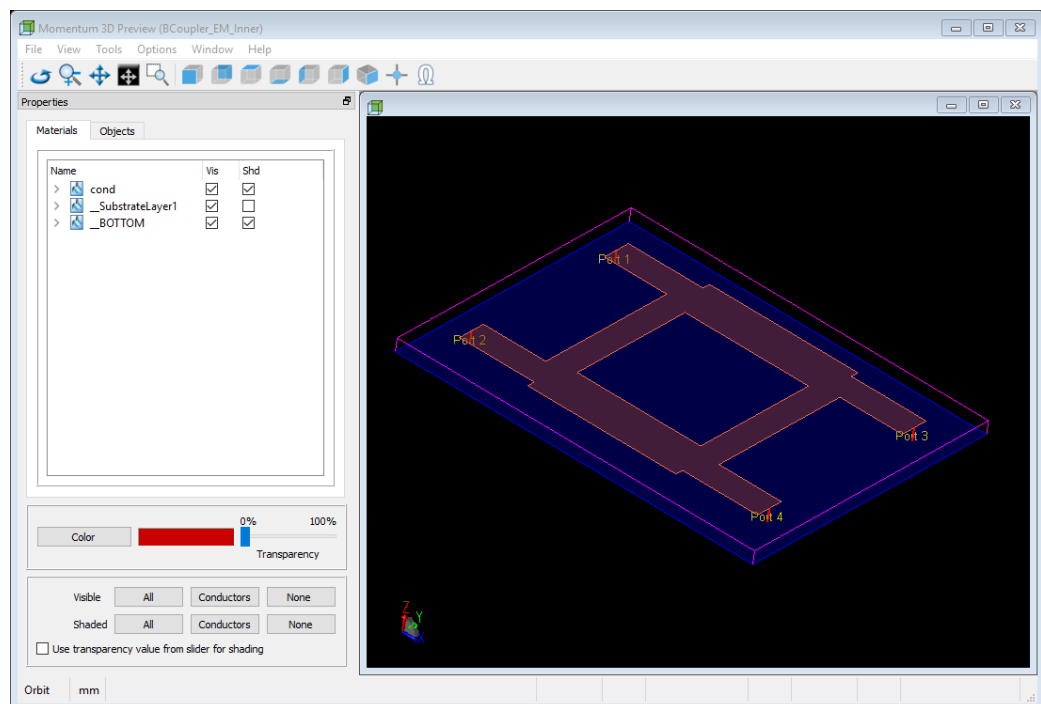 Momentum 3D Preview (BCoupler_EM_Inner)
File View Tools Options Window Help
Properties
Materials Objects
Name Vis Shd
cond
__SubstrateLayer1
__BOTTOM
Color 0% 100%
Transparency
Visible All Conductors None
Shaded All Conductors None
Use transparency value from slider for shading
Port 1
Port 2
Port 3
Port 4
Z
Y
X
Orbit mm